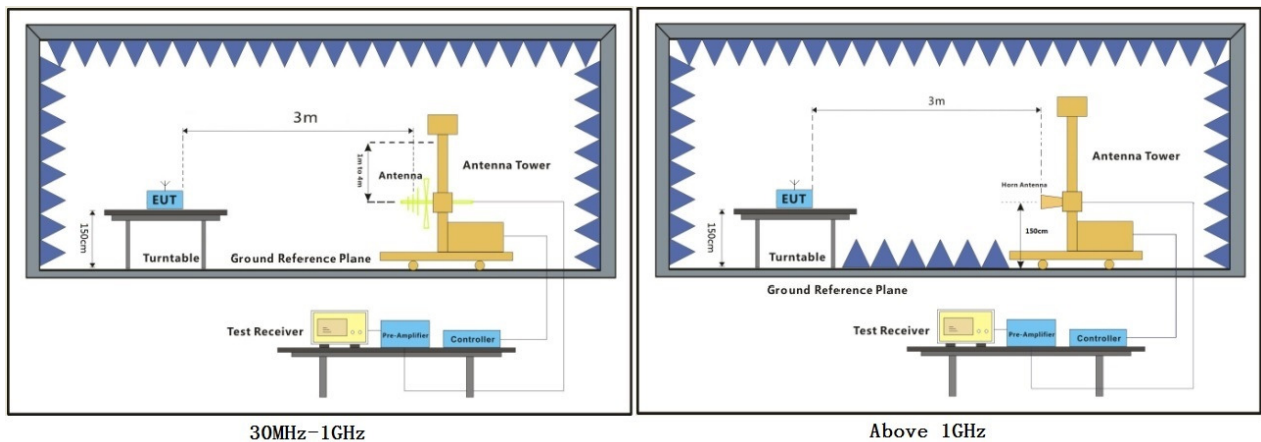 3m
1m to 4m
Antenna
Antenna Tower
EUT
150cm
Turntable
Ground Reference Plane
Test Receiver
Pre-Amplifier
Controller
30MHz-1GHz
3m
Antenna Tower
Horn Antenna
EUT
150cm
150cm
Turntable
Ground Reference Plane
Test Receiver
Pre-Amplifier
Controller
Above 1GHz